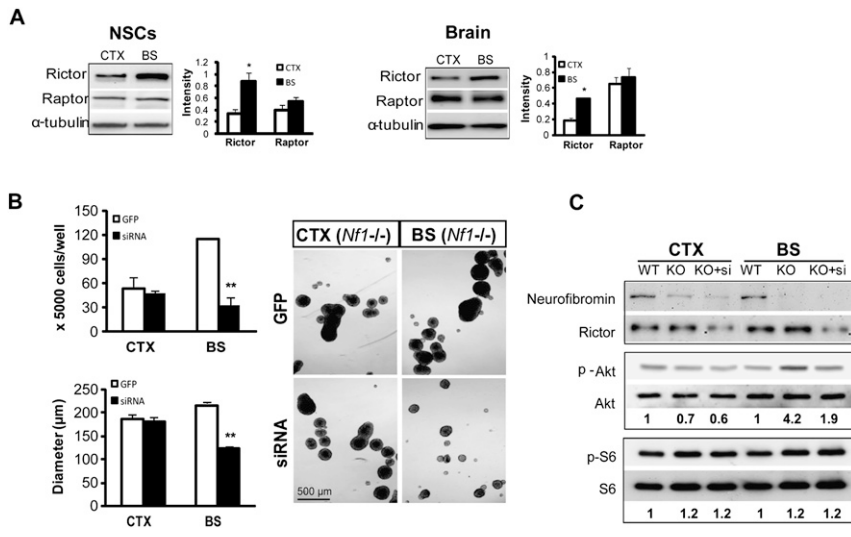 A
NSCs
CTX BS
Rictor
Raptor
α-tubulin
Intensity
1.2
1
0.8
0.6
0.4
0.2
0
*
CTX
BS
Rictor Raptor
Brain
CTX BS
Rictor
Raptor
α-tubulin
Intensity
1
0.8
0.6
0.4
0.2
0
*
CTX
BS
Rictor Raptor
B
x 5000 cells/well
150
120
90
60
30
0
GFP
siRNA
**
CTX BS
Diameter (µm)
250
200
150
100
50
0
GFP
siRNA
**
CTX BS
CTX (Nf1-/-) BS (Nf1-/-)
GFP
siRNA
500 µm
C
CTX BS
WT KO KO+si WT KO KO+si
Neurofibromin
Rictor
p-Akt
Akt
1 0.7 0.6 1 4.2 1.9
p-S6
S6
1 1.2 1.2 1 1.2 1.2